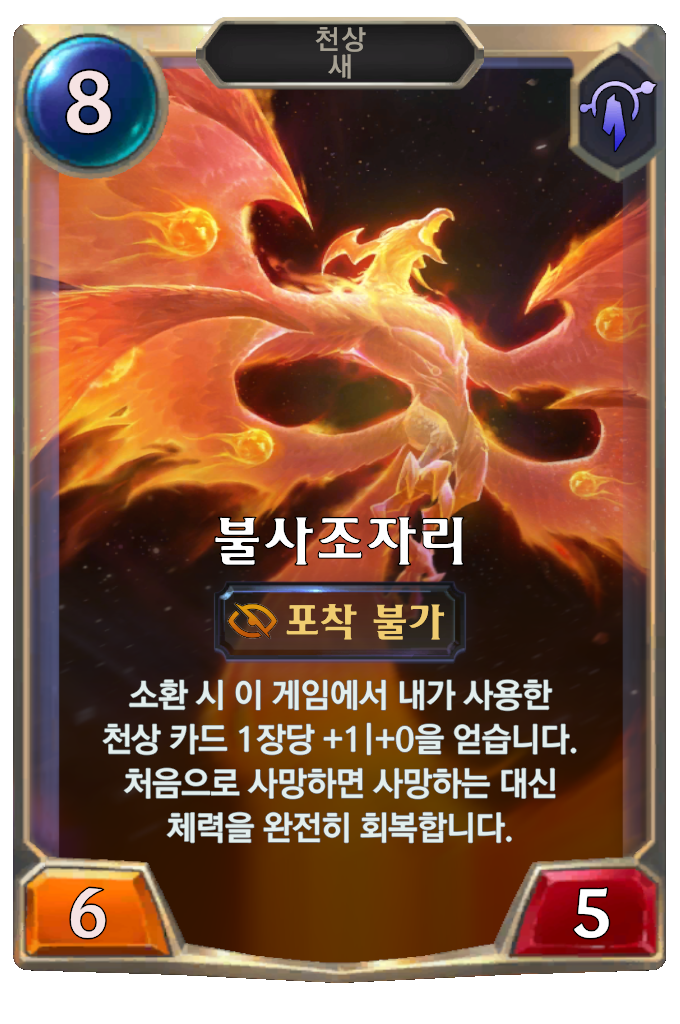 천상
새
8
불사조자리
포착 불가
소환 시 이 게임에서 내가 사용한
천상 카드 1장당 +1|+0을 얻습니다.
처음으로 사망하면 사망하는 대신
체력을 완전히 회복합니다.
6
5